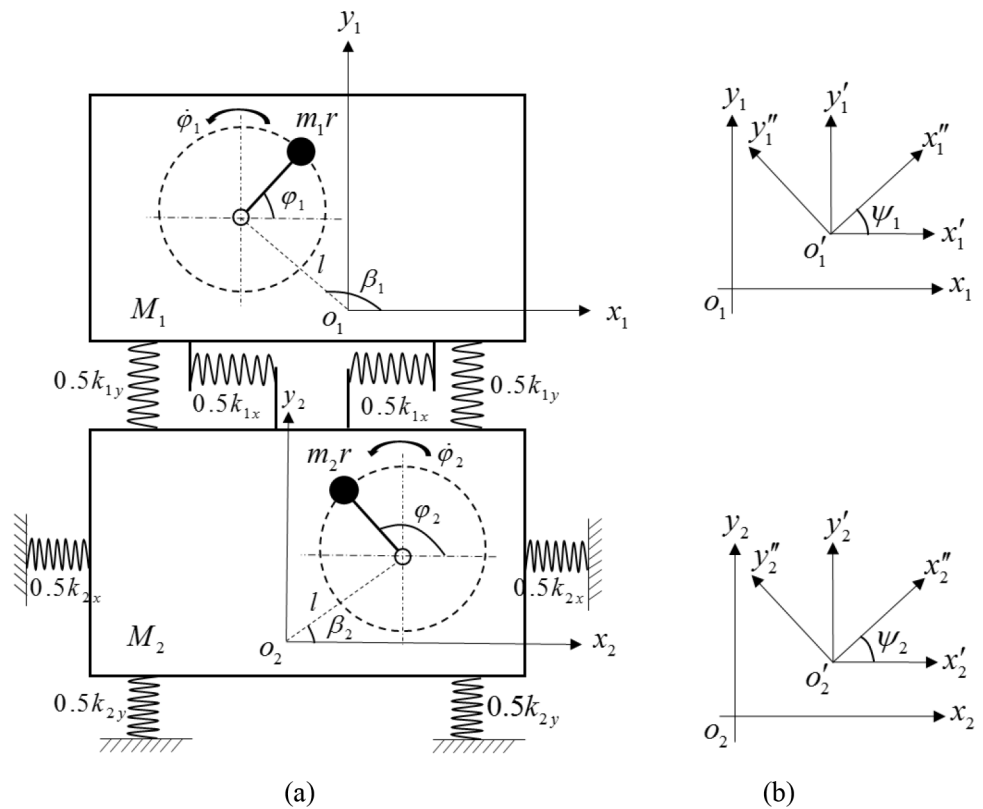 y₁
φ̇₁
m₁r
φ₁
l
β₁
M₁
o₁
x₁
0.5k₁y
0.5k₁x
0.5k₁x
0.5k₁y
y₂
m₂r
φ̇₂
φ₂
0.5k₂x
l
β₂
0.5k₂x
M₂
o₂
x₂
0.5k₂y
0.5k₂y
(a)
y₁
y₁′
y₁″
x₁″
ψ₁
o₁′
x₁′
o₁
x₁
y₂
y₂′
y₂″
x₂″
ψ₂
o₂′
x₂′
o₂
x₂
(b)